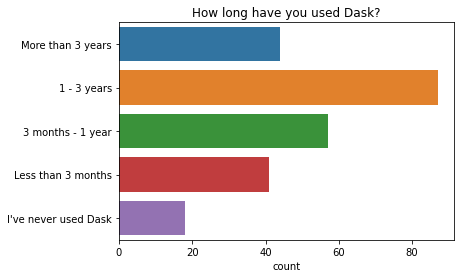 How long have you used Dask?
More than 3 years
1 - 3 years
3 months - 1 year
Less than 3 months
I've never used Dask
0 20 40 60 80
count